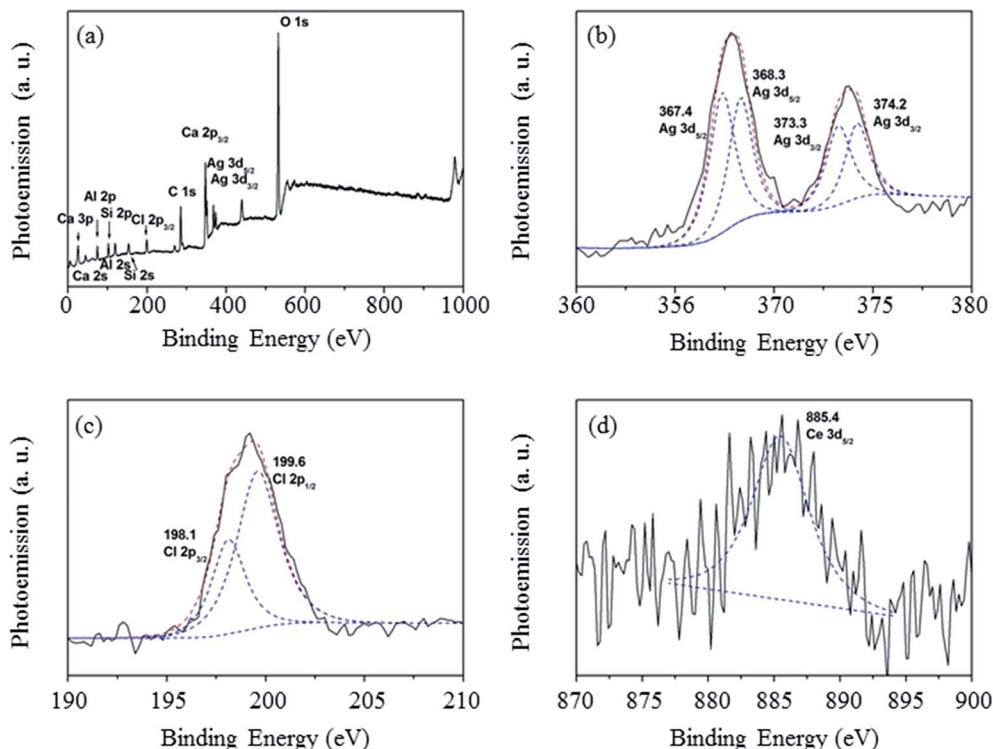 (a)
O 1s
Ca 2p3/2
Ag 3d5/2
Ag 3d3/2
C 1s
Al 2p
Si 2p
Cl 2p3/2
Ca 3p
Ca 2s
Al 2s
Si 2s
Photoemission (a. u.)
0 200 400 600 800 1000
Binding Energy (eV)
(b)
368.3
Ag 3d5/2
367.4
Ag 3d5/2
373.3
Ag 3d3/2
374.2
Ag 3d3/2
Photoemission (a. u.)
360 356 370 375 380
Binding Energy (eV)
(c)
199.6
Cl 2p1/2
198.1
Cl 2p3/2
Photoemission (a. u.)
190 195 200 205 210
Binding Energy (eV)
(d)
885.4
Ce 3d5/2
Photoemission (a. u.)
870 875 880 885 890 895 900
Binding Energy (eV)